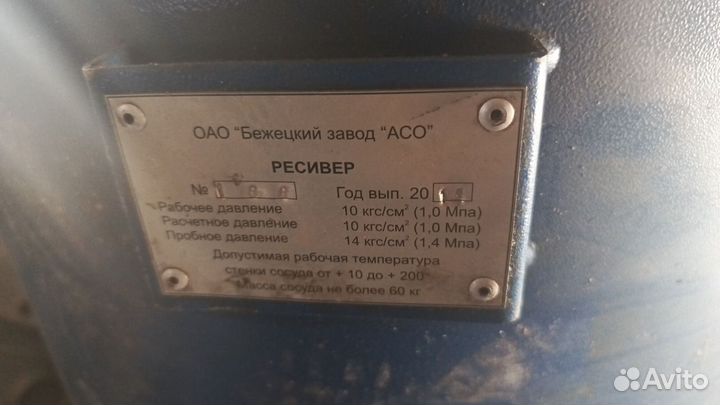 ОАО "Бежецкий завод "АСО"
РЕСИВЕР
№ Год вып. 20
Рабочее давление 10 кгс/см² (1,0 Мпа)
Расчетное давление 10 кгс/см² (1,0 Мпа)
Пробное давление 14 кгс/см² (1,4 Мпа)
Допустимая рабочая температура
стенки сосуда от + 10 до + 200°
Масса сосуда не более 60 кг
Avito